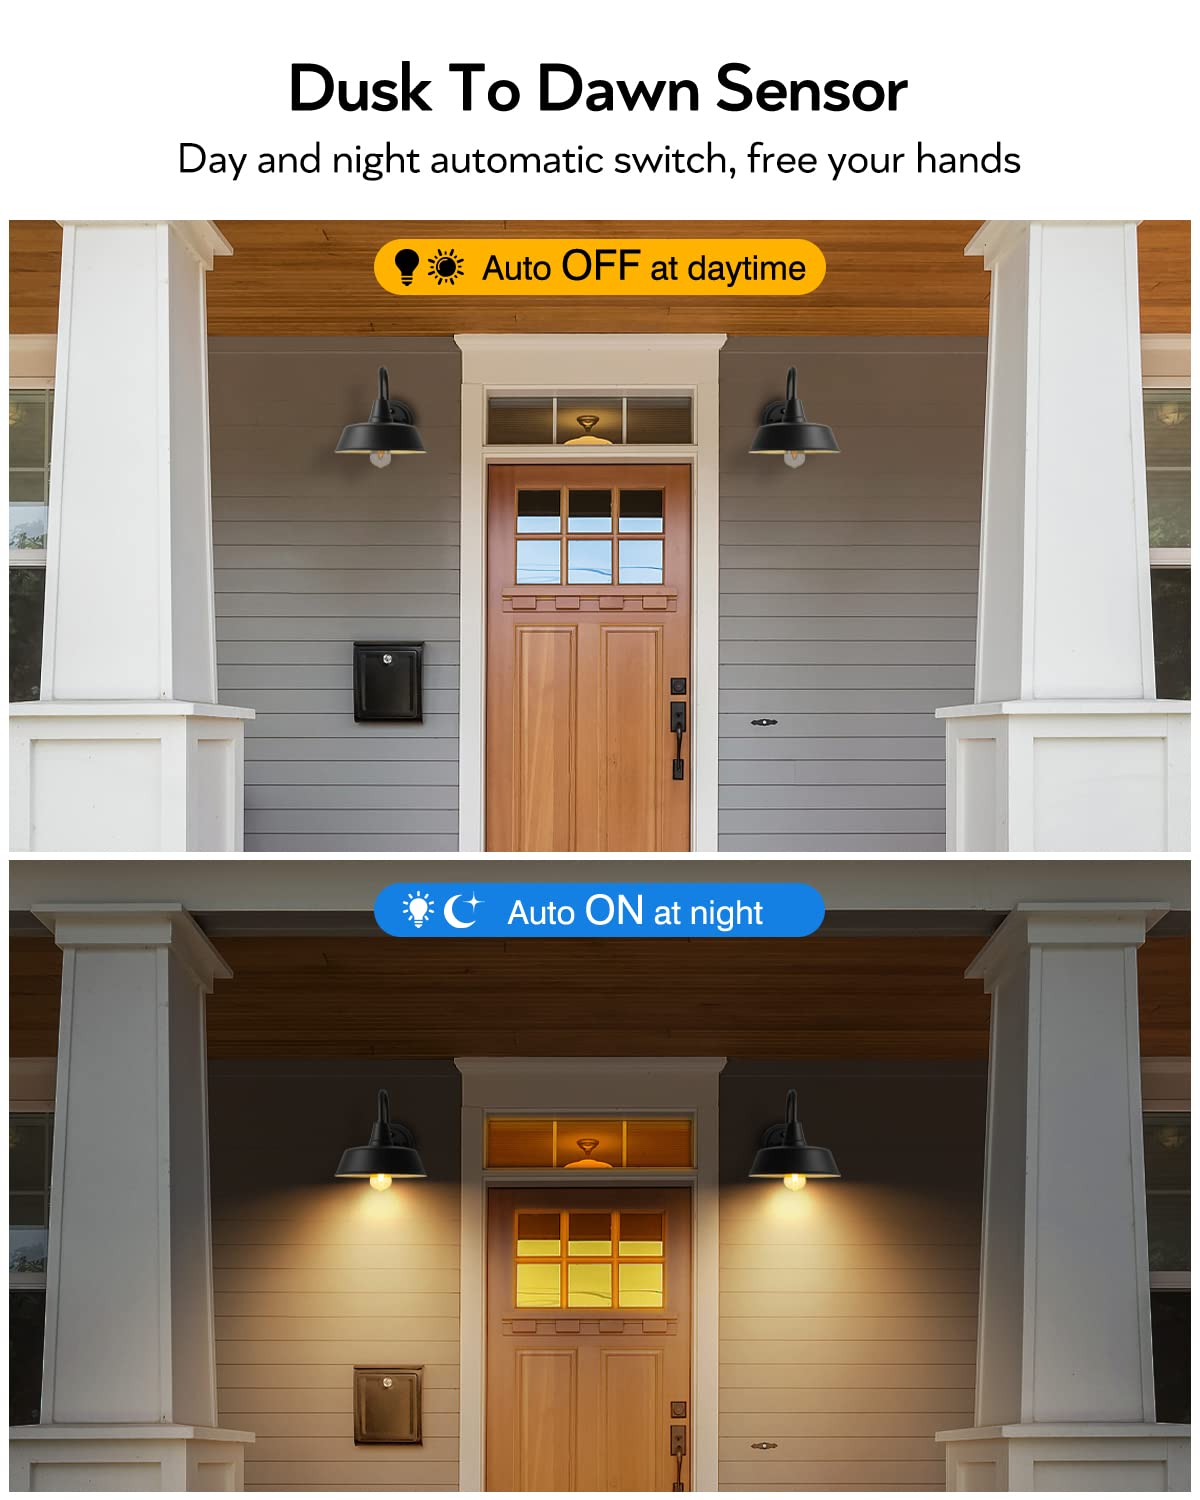 Dusk To Dawn Sensor
Day and night automatic switch, free your hands
Auto OFF at daytime
Auto ON at night